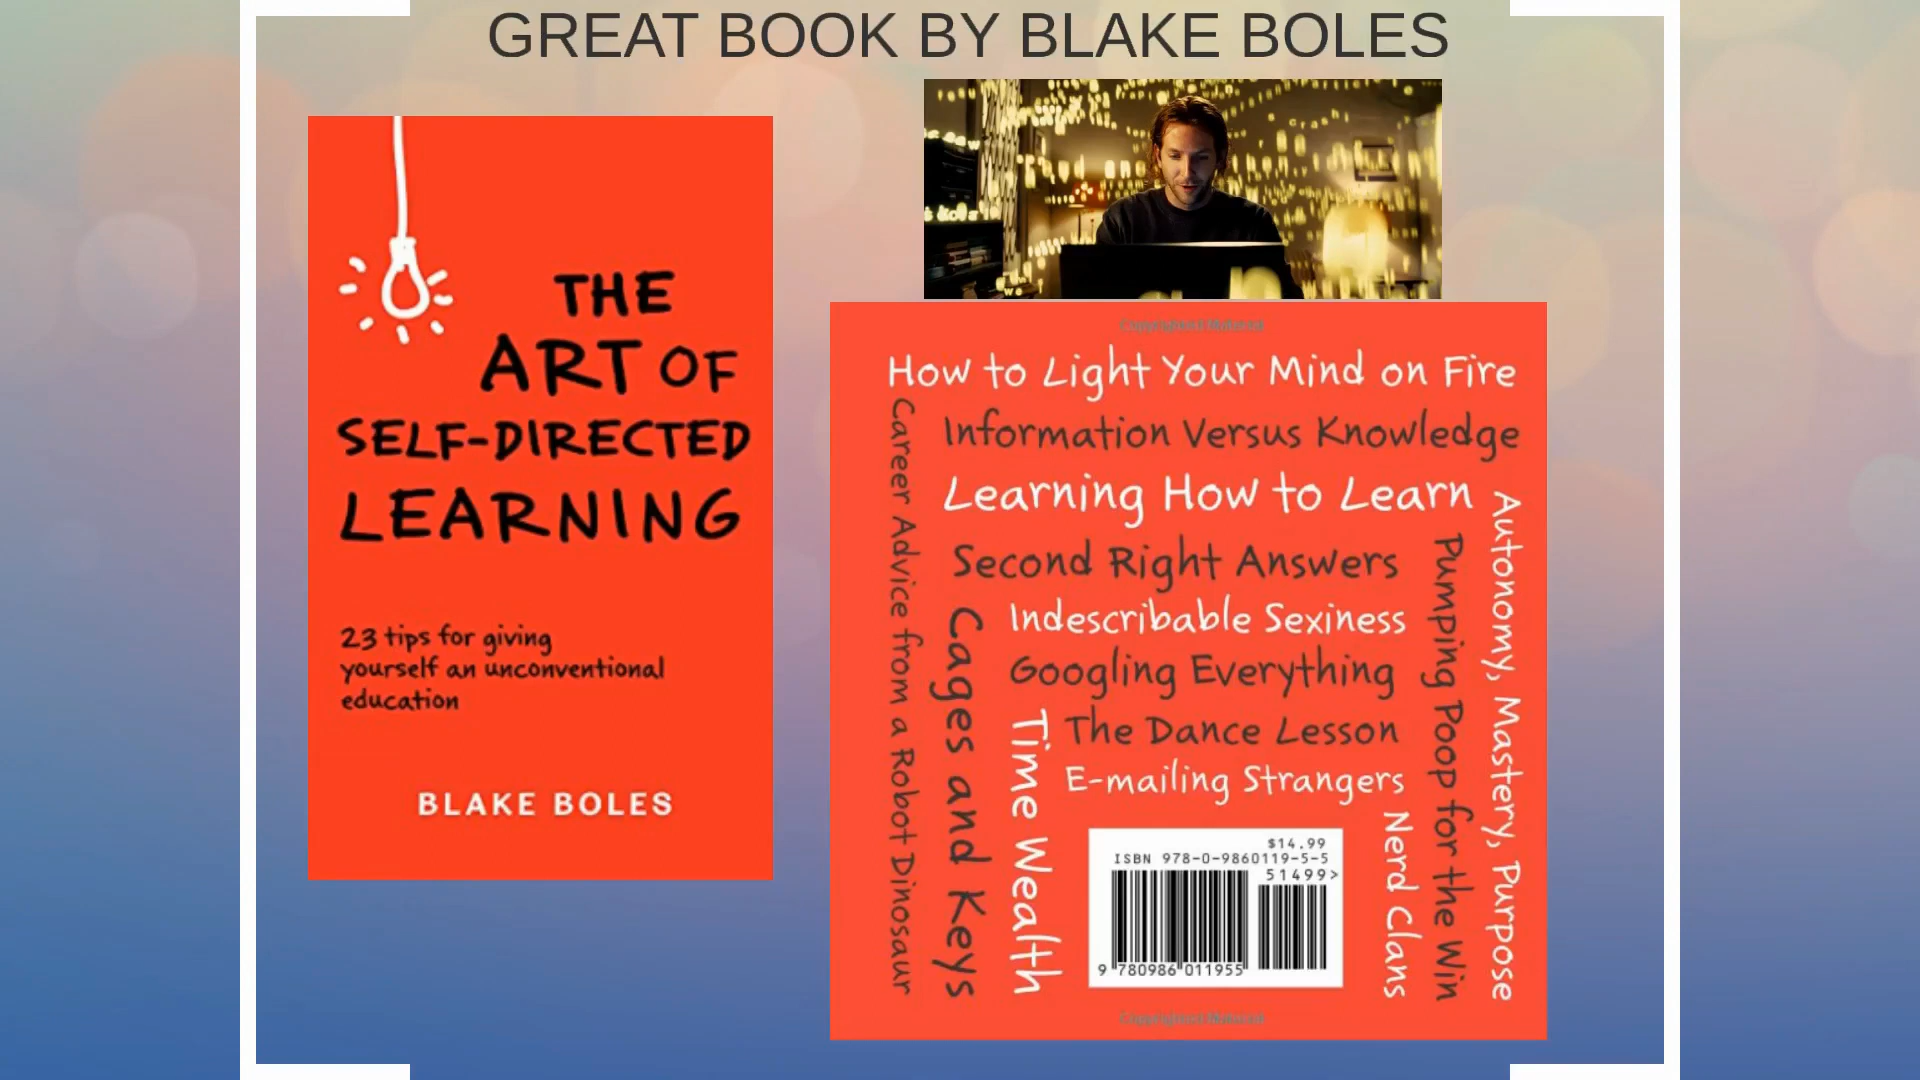 GREAT BOOK BY BLAKE BOLES
THE
ART OF
SELF-DIRECTED
LEARNING
23 tips for giving
yourself an unconventional
education
BLAKE BOLES
Copyrighted Material
How to Light Your Mind on Fire
Career Advice from a Robot Dinosaur
Information Versus Knowledge
Learning How to Learn
Second Right Answers
Cages and Keys
Indescribable Sexiness
Googling Everything
Time Wealth
The Dance Lesson
E-mailing Strangers
Nerd Clans
Pumping Poop for the Win
Autonomy, Mastery, Purpose
$14.99
ISBN 978-0-9860119-5-5
51499>
9 780986 011955
Copyrighted Material